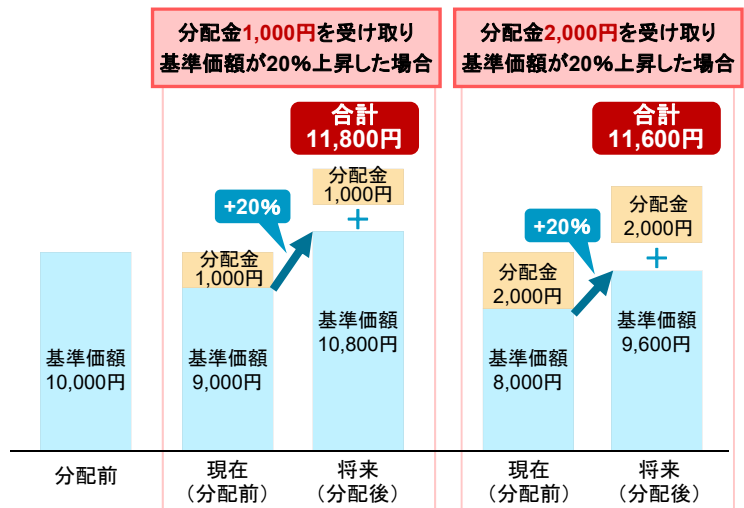 分配金1,000円を受け取り
基準価額が20%上昇した場合
分配金2,000円を受け取り
基準価額が20%上昇した場合
合計
11,800円
合計
11,600円
分配金
1,000円
+20%
+
分配金
1,000円
分配金
2,000円
+20%
+
分配金
2,000円
基準価額
10,000円
基準価額
9,000円
基準価額
10,800円
基準価額
8,000円
基準価額
9,600円
分配前
現在
（分配前）
将来
（分配後）
現在
（分配前）
将来
（分配後）